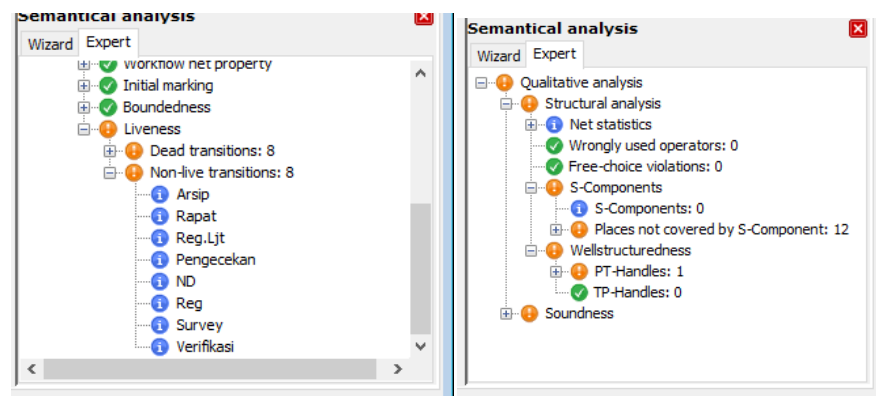 Semantical analysis
Wizard Expert
Workflow net property
Initial marking
Boundedness
Liveness
Dead transitions: 8
Non-live transitions: 8
Arsip
Rapat
Reg.Ljt
Pengecekan
ND
Reg
Survey
Verifikasi
Semantical analysis
Wizard Expert
Qualitative analysis
Structural analysis
Net statistics
Wrongly used operators: 0
Free-choice violations: 0
S-Components
S-Components: 0
Places not covered by S-Component: 12
Wellstructuredness
PT-Handles: 1
TP-Handles: 0
Soundness